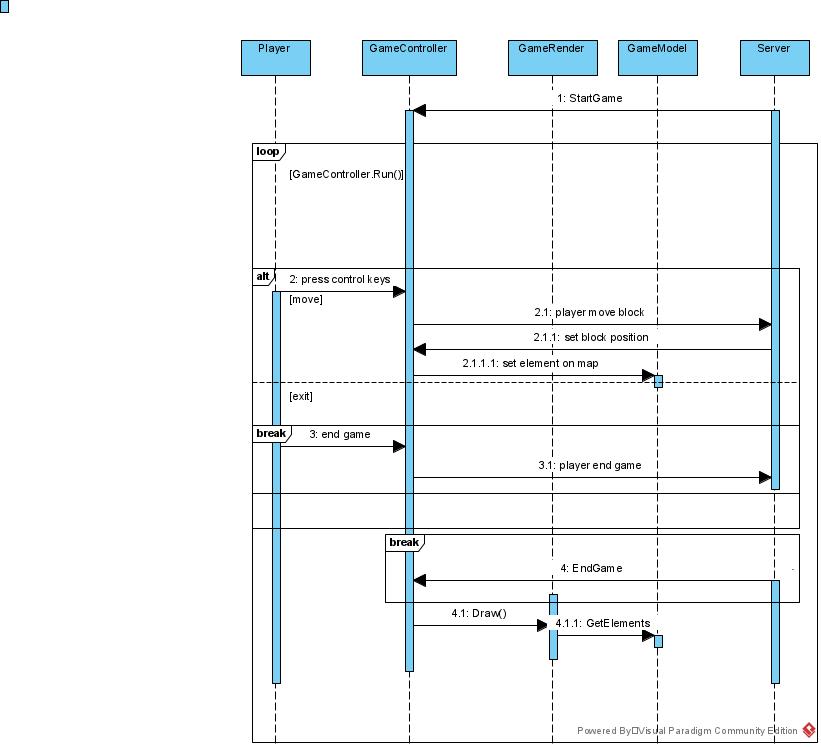 Player
GameController
GameRender
GameModel
Server
1: StartGame
loop
[GameController.Run()]
alt
2: press control keys
[move]
2.1: player move block
2.1.1: set block position
2.1.1.1: set element on map
[exit]
break
3: end game
3.1: player end game
break
4: EndGame
4.1: Draw()
4.1.1: GetElements
Powered By Visual Paradigm Community Edition